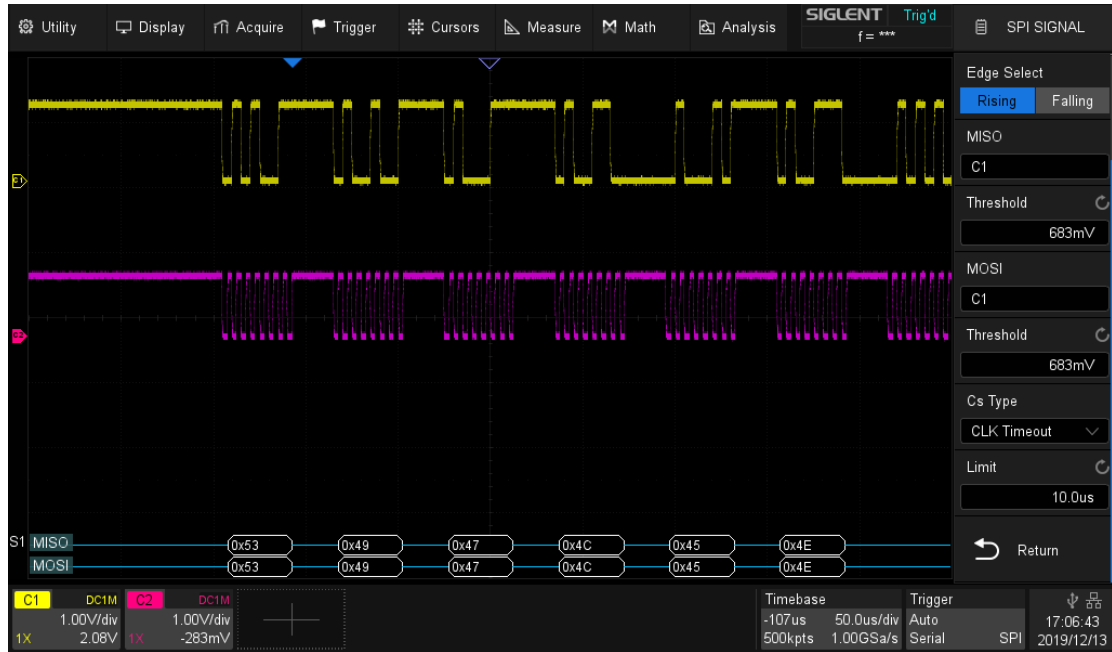 Utility Display Acquire Trigger Cursors Measure Math Analysis
SIGLENT Trig'd
f = ***
SPI SIGNAL
Edge Select
Rising Falling
MISO
C1
Threshold
683mV
MOSI
C1
Threshold
683mV
Cs Type
CLK Timeout
Limit
10.0us
Return
C1
C2
S1 MISO 0x53 0x49 0x47 0x4C 0x45 0x4E
MOSI 0x53 0x49 0x47 0x4C 0x45 0x4E
C1 DC1M
1.00V/div
1X 2.08V
C2 DC1M
1.00V/div
1X -283mV
Timebase
-107us 50.0us/div
500kpts 1.00GSa/s
Trigger
Auto
Serial SPI
17:06:43
2019/12/13